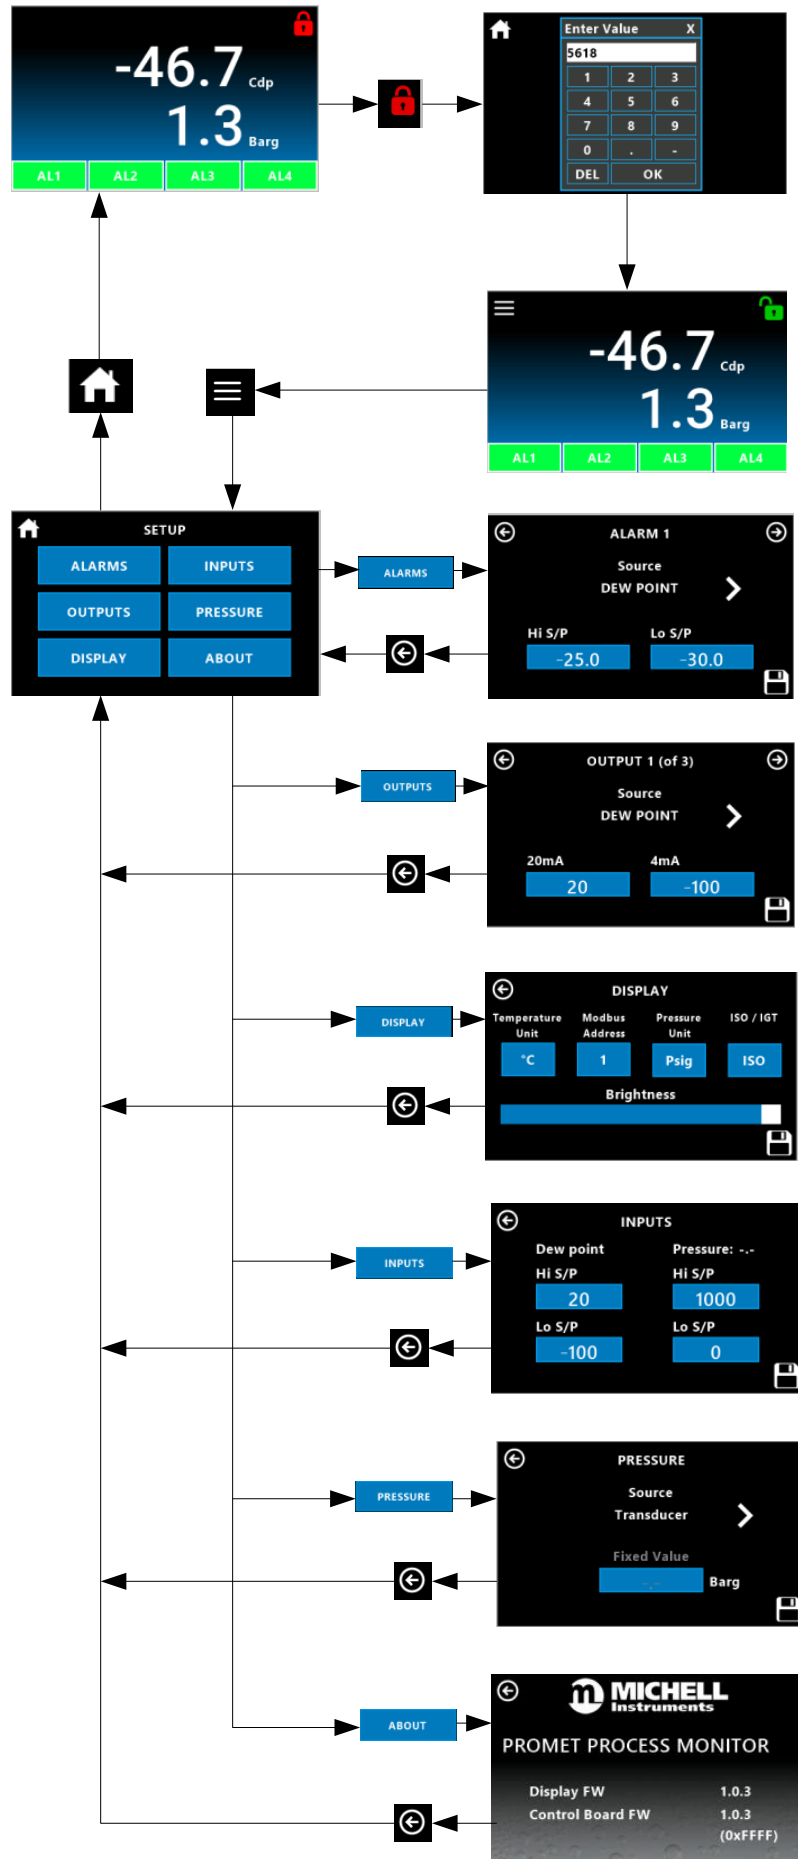 -46.7 Cdp
1.3 Barg
AL1 AL2 AL3 AL4
Enter Value X
5618
1 2 3
4 5 6
7 8 9
0 . -
DEL OK
-46.7 Cdp
1.3 Barg
AL1 AL2 AL3 AL4
SETUP
ALARMS INPUTS
OUTPUTS PRESSURE
DISPLAY ABOUT
ALARMS
ALARM 1
Source
DEW POINT
Hi S/P Lo S/P
-25.0 -30.0
OUTPUTS
OUTPUT 1 (of 3)
Source
DEW POINT
20mA 4mA
20 -100
DISPLAY
DISPLAY
Temperature Modbus Pressure ISO / IGT
Unit Address Unit
°C 1 Psig ISO
Brightness
INPUTS
INPUTS
Dew point Pressure: -.-
Hi S/P Hi S/P
20 1000
Lo S/P Lo S/P
-100 0
PRESSURE
PRESSURE
Source
Transducer
Fixed Value
-.- Barg
ABOUT
m MICHELL
Instruments
PROMET PROCESS MONITOR
Display FW 1.0.3
Control Board FW 1.0.3
(0xFFFF)